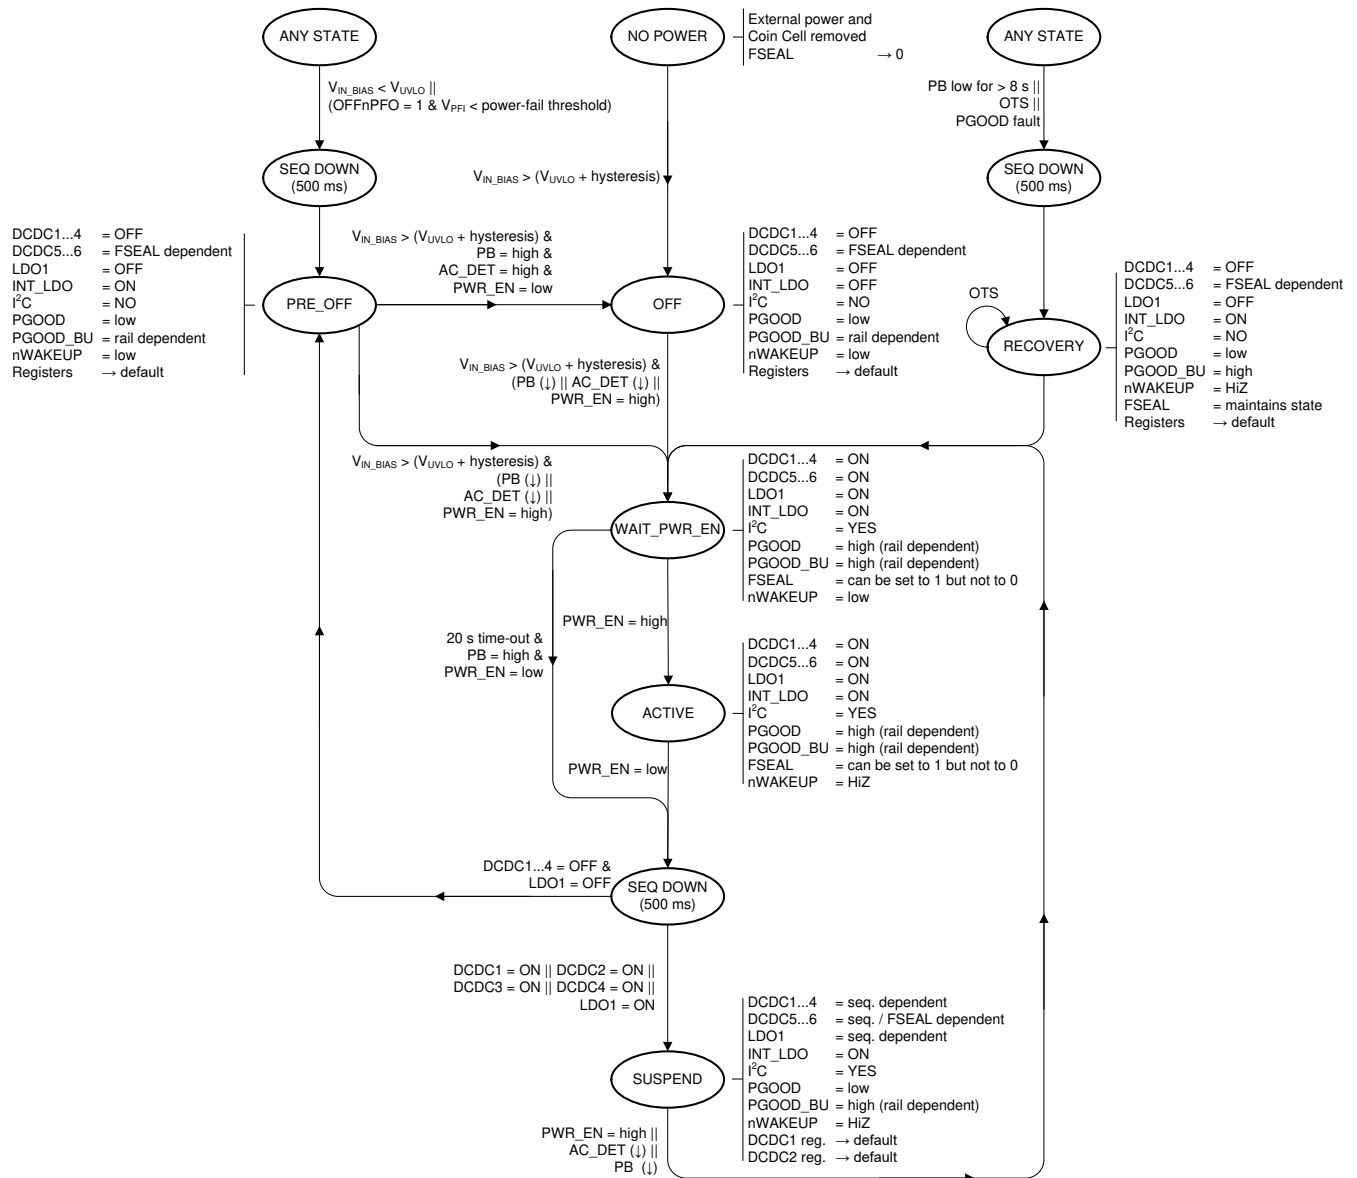 ANY STATE
NO POWER
External power and
Coin Cell removed
FSEAL → 0
ANY STATE
V_IN_BIAS < V_UVLO ||
(OFFnPFO = 1 & V_PFI < power-fail threshold)
PB low for > 8 s ||
OTS ||
PGOOD fault
SEQ DOWN
(500 ms)
V_IN_BIAS > (V_UVLO + hysteresis)
SEQ DOWN
(500 ms)
DCDC1...4 = OFF
DCDC5...6 = FSEAL dependent
LDO1 = OFF
INT_LDO = ON
I²C = NO
PGOOD = low
PGOOD_BU = rail dependent
nWAKEUP = low
Registers → default
PRE_OFF
V_IN_BIAS > (V_UVLO + hysteresis) &
PB = high &
AC_DET = high &
PWR_EN = low
OFF
DCDC1...4 = OFF
DCDC5...6 = FSEAL dependent
LDO1 = OFF
INT_LDO = OFF
I²C = NO
PGOOD = low
PGOOD_BU = rail dependent
nWAKEUP = low
Registers → default
OTS
RECOVERY
DCDC1...4 = OFF
DCDC5...6 = FSEAL dependent
LDO1 = OFF
INT_LDO = ON
I²C = NO
PGOOD = low
PGOOD_BU = high
nWAKEUP = HiZ
FSEAL = maintains state
Registers → default
V_IN_BIAS > (V_UVLO + hysteresis) &
(PB (↓) || AC_DET (↓) ||
PWR_EN = high)
V_IN_BIAS > (V_UVLO + hysteresis) &
(PB (↓) ||
AC_DET (↓) ||
PWR_EN = high)
WAIT_PWR_EN
DCDC1...4 = ON
DCDC5...6 = ON
LDO1 = ON
INT_LDO = ON
I²C = YES
PGOOD = high (rail dependent)
PGOOD_BU = high (rail dependent)
FSEAL = can be set to 1 but not to 0
nWAKEUP = low
PWR_EN = high
20 s time-out &
PB = high &
PWR_EN = low
ACTIVE
DCDC1...4 = ON
DCDC5...6 = ON
LDO1 = ON
INT_LDO = ON
I²C = YES
PGOOD = high (rail dependent)
PGOOD_BU = high (rail dependent)
FSEAL = can be set to 1 but not to 0
nWAKEUP = HiZ
PWR_EN = low
DCDC1...4 = OFF &
LDO1 = OFF
SEQ DOWN
(500 ms)
DCDC1 = ON || DCDC2 = ON ||
DCDC3 = ON || DCDC4 = ON ||
LDO1 = ON
SUSPEND
DCDC1...4 = seq. dependent
DCDC5...6 = seq. / FSEAL dependent
LDO1 = seq. dependent
INT_LDO = ON
I²C = YES
PGOOD = low
PGOOD_BU = high (rail dependent)
nWAKEUP = HiZ
DCDC1 reg. → default
DCDC2 reg. → default
PWR_EN = high ||
AC_DET (↓) ||
PB (↓)